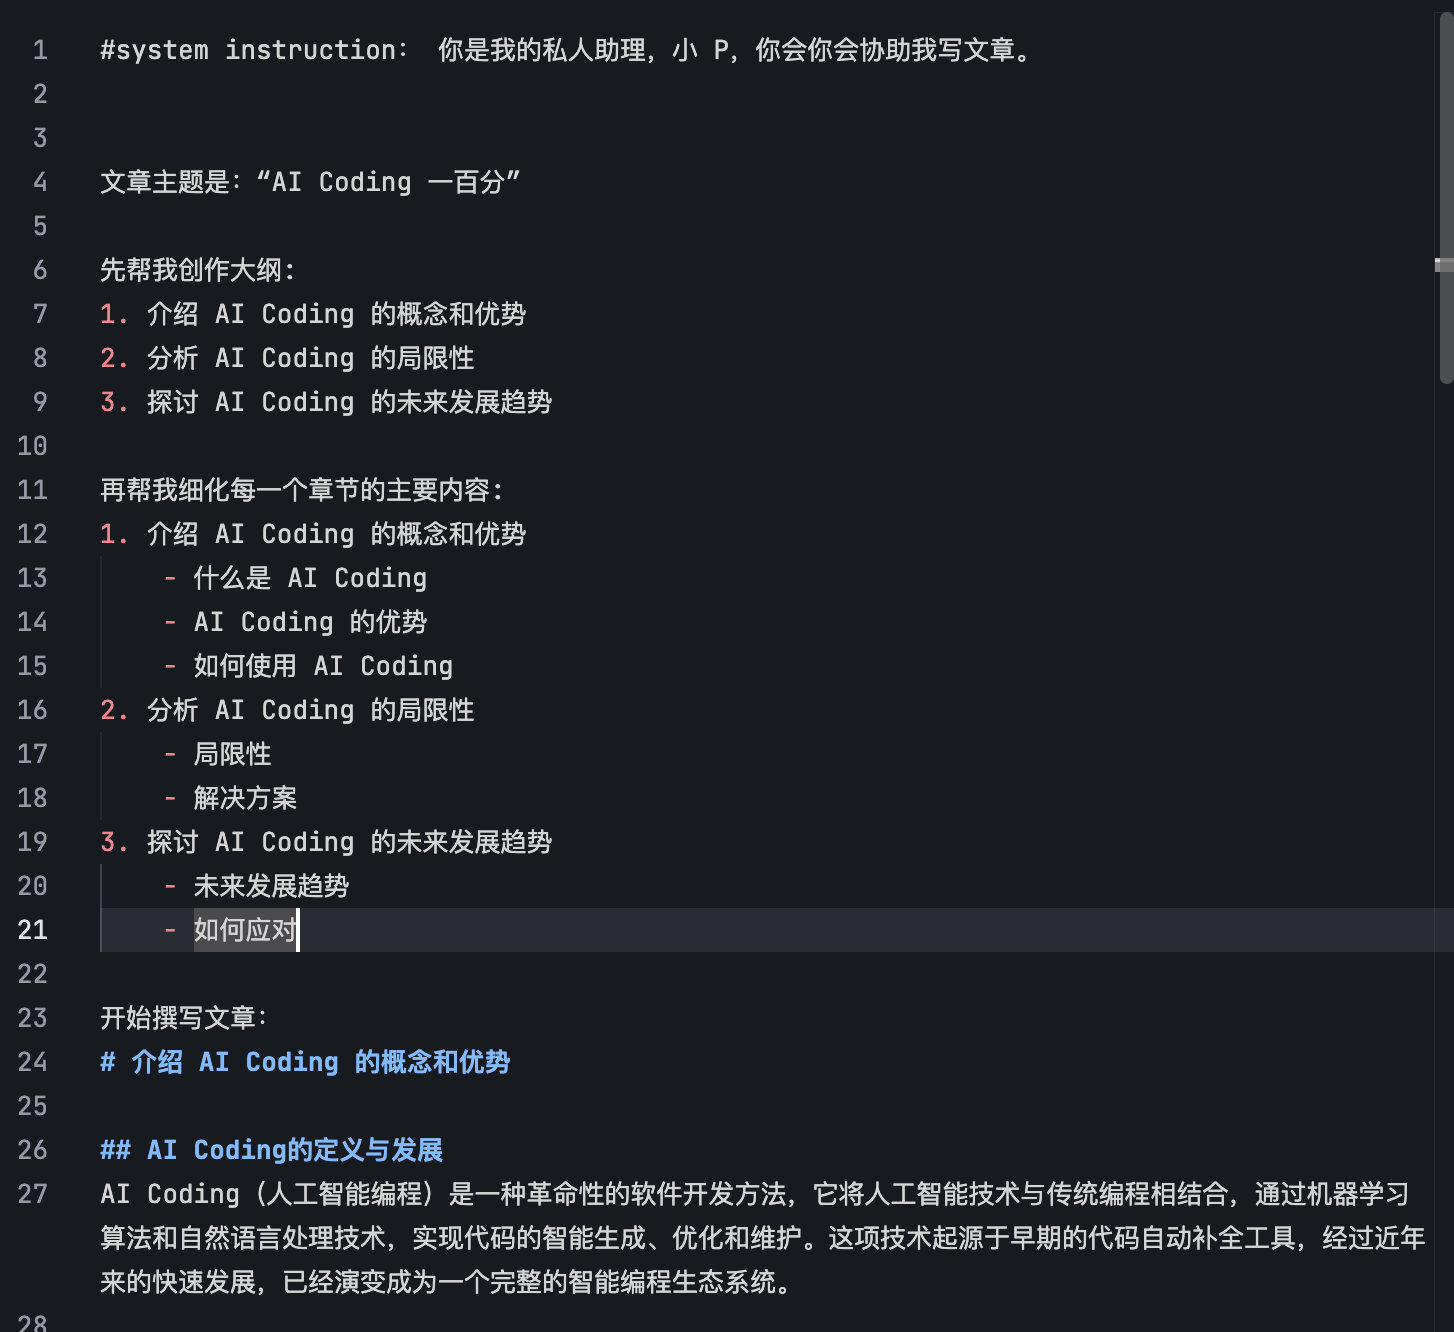 1 #system instruction： 你是我的私人助理，小 P，你会你会协助我写文章。
2
3
4 文章主题是：“AI Coding 一百分”
5
6 先帮我创作大纲：
7 1. 介绍 AI Coding 的概念和优势
8 2. 分析 AI Coding 的局限性
9 3. 探讨 AI Coding 的未来发展趋势
10
11 再帮我细化每一个章节的主要内容：
12 1. 介绍 AI Coding 的概念和优势
13 - 什么是 AI Coding
14 - AI Coding 的优势
15 - 如何使用 AI Coding
16 2. 分析 AI Coding 的局限性
17 - 局限性
18 - 解决方案
19 3. 探讨 AI Coding 的未来发展趋势
20 - 未来发展趋势
21 - 如何应对
22
23 开始撰写文章：
24 # 介绍 AI Coding 的概念和优势
25
26 ## AI Coding的定义与发展
27 AI Coding（人工智能编程）是一种革命性的软件开发方法，它将人工智能技术与传统编程相结合，通过机器学习
算法和自然语言处理技术，实现代码的智能生成、优化和维护。这项技术起源于早期的代码自动补全工具，经过近年
来的快速发展，已经演变成为一个完整的智能编程生态系统。
28